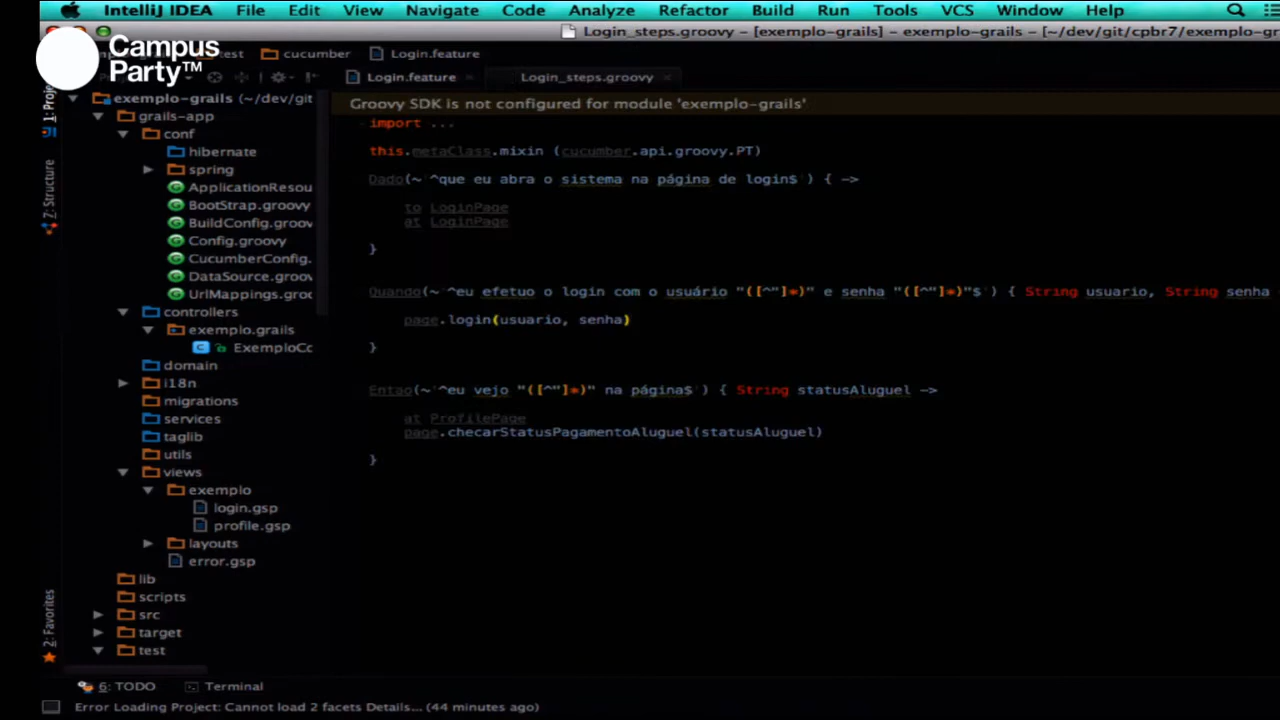 IntelliJ IDEA File Edit View Navigate Code Analyze Refactor Build Run Tools VCS Window Help
Login_steps.groovy – [exemplo-grails] – exemplo-grails – [~/dev/git/cpbr7/exemplo-gr
Campus
Party™
test cucumber Login.feature
Login.feature Login_steps.groovy
1: Proje
Z: Structure
2: Favorites
exemplo-grails (~/dev/git
grails-app
conf
hibernate
spring
ApplicationResou
BootStrap.groovy
BuildConfig.groov
Config.groovy
CucumberConfig.
DataSource.groov
UrlMappings.groo
controllers
exemplo.grails
ExemploCo
domain
i18n
migrations
services
taglib
utils
views
exemplo
login.gsp
profile.gsp
layouts
error.gsp
lib
scripts
src
target
test
Groovy SDK is not configured for module 'exemplo-grails'
import ...
this.metaClass.mixin (cucumber.api.groovy.PT)
Dado(~'^que eu abra o sistema na página de login$') { ->
to LoginPage
at LoginPage
}
Quando(~'^eu efetuo o login com o usuário "([^"]*)" e senha "([^"]*)"$') { String usuario, String senha
page.login(usuario, senha)
}
Entao(~'^eu vejo "([^"]*)" na página$') { String statusAluguel ->
at ProfilePage
page.checarStatusPagamentoAluguel(statusAluguel)
}
6: TODO Terminal
Error Loading Project: Cannot load 2 facets Details... (44 minutes ago)